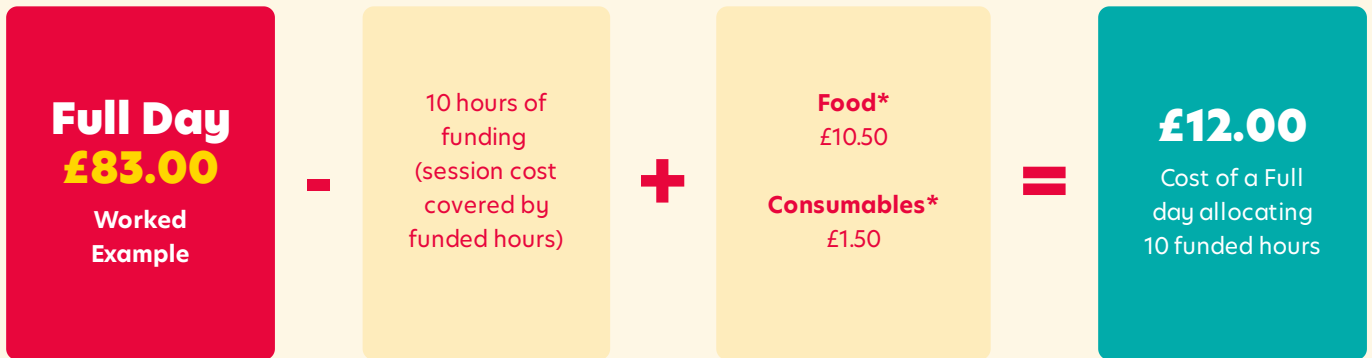 Full Day
£83.00
Worked
Example
-
10 hours of
funding
(session cost
covered by
funded hours)
+
Food*
£10.50
Consumables*
£1.50
=
£12.00
Cost of a Full
day allocating
10 funded hours